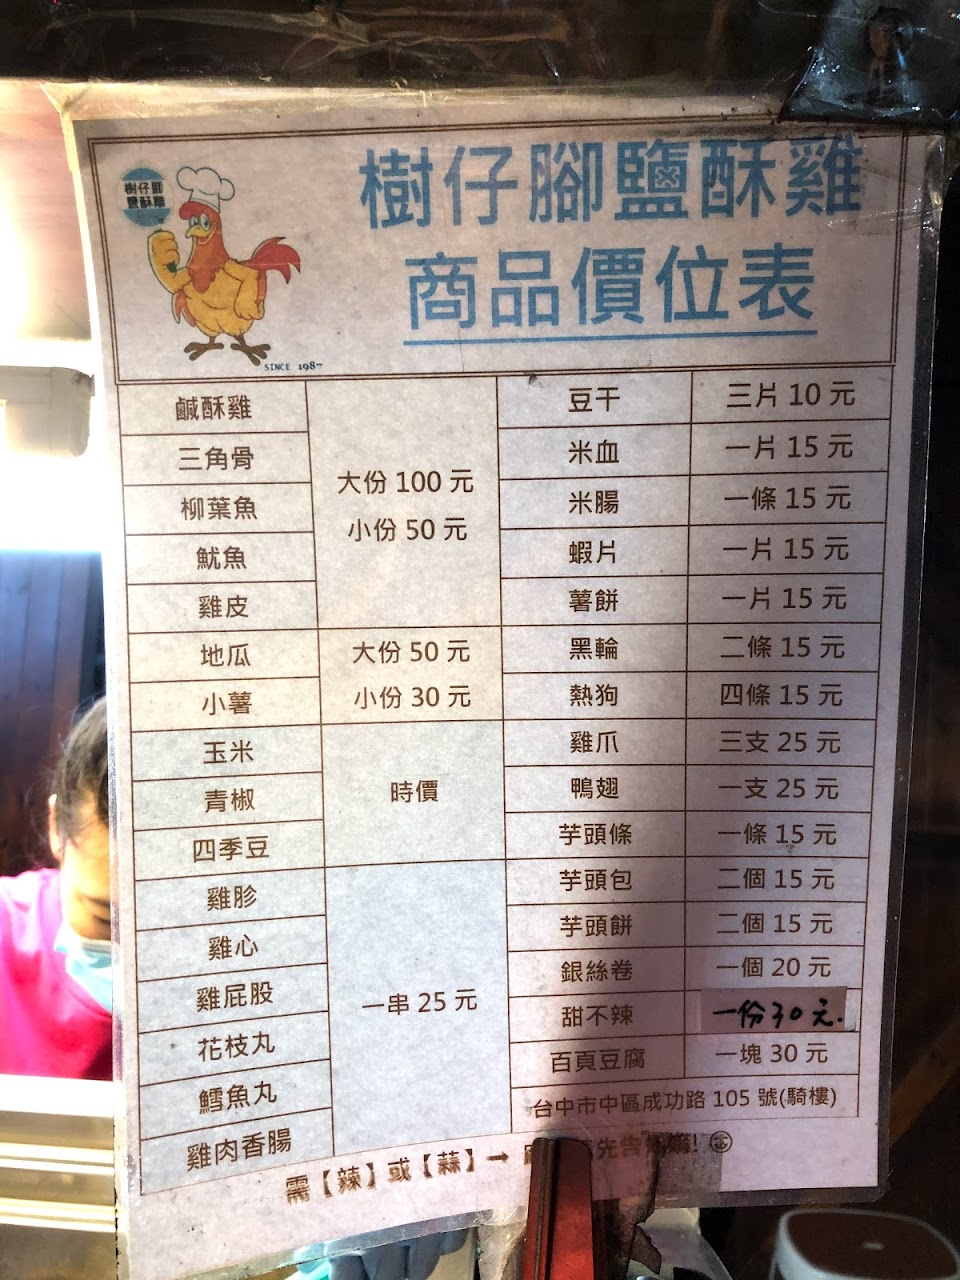 樹仔腳
鹽酥雞
樹仔腳鹽酥雞
商品價位表
SINCE 198
鹹酥雞
三角骨
柳葉魚
魷魚
雞皮
大份 100 元
小份 50 元
地瓜
小薯
大份 50 元
小份 30 元
玉米
青椒
四季豆
時價
雞胗
雞心
雞屁股
花枝丸
鱈魚丸
雞肉香腸
一串 25 元
豆干 三片 10 元
米血 一片 15 元
米腸 一條 15 元
蝦片 一片 15 元
薯餅 一片 15 元
黑輪 二條 15 元
熱狗 四條 15 元
雞爪 三支 25 元
鴨翅 一支 25 元
芋頭條 一條 15 元
芋頭包 二個 15 元
芋頭餅 二個 15 元
銀絲卷 一個 20 元
甜不辣 一份30元.
百頁豆腐 一塊 30 元
台中市中區成功路 105 號(騎樓)
需【辣】或【蒜】→ 先告